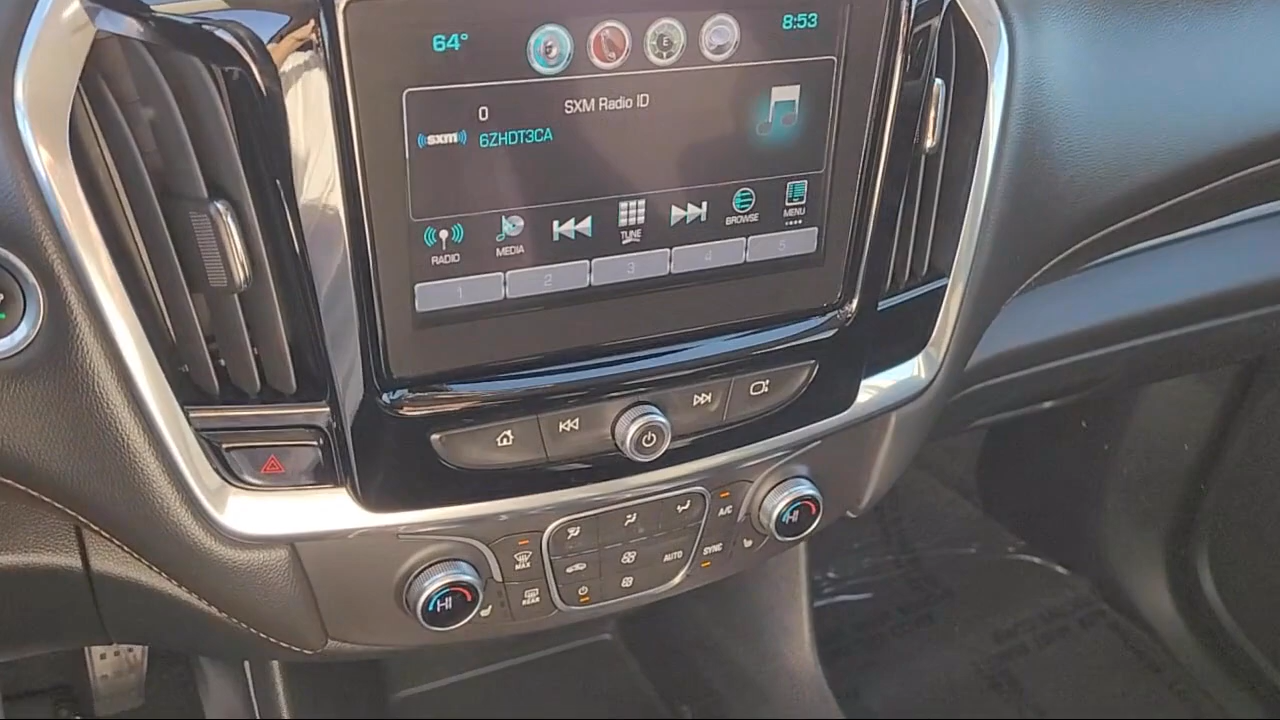 64°
8:53
E
0
SXM Radio ID
sxm
6ZHDT3CA
RADIO
MEDIA
TUNE
BROWSE
MENU
1
2
3
4
5
HI
MAX
REAR
AUTO
A/C
SYNC
HI